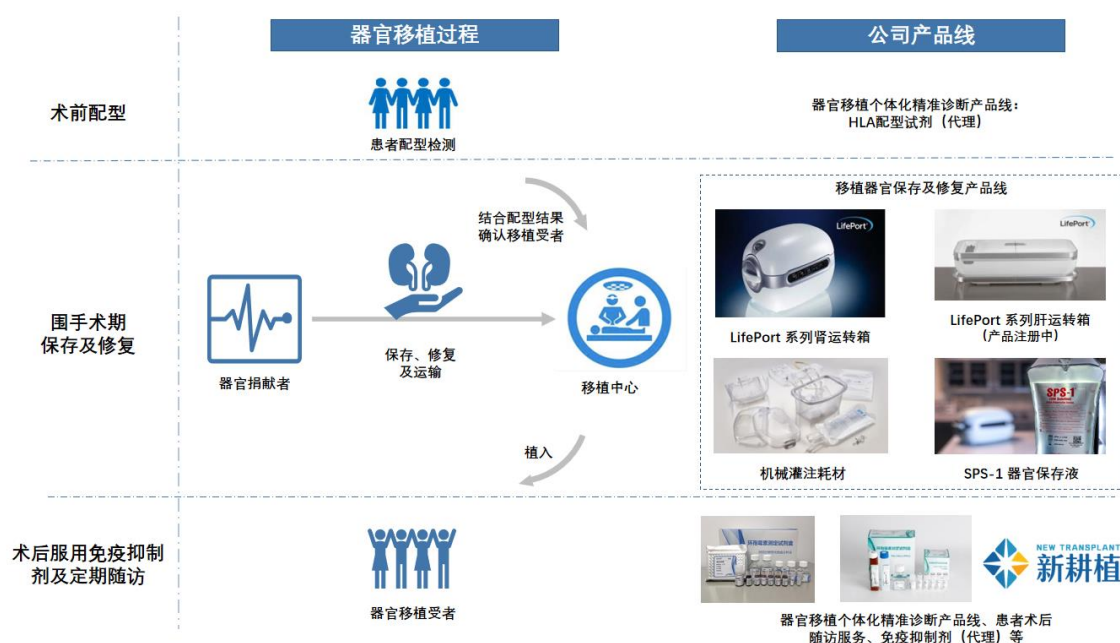 器官移植过程
公司产品线
术前配型
患者配型检测
器官移植个体化精准诊断产品线：
HLA配型试剂（代理）
围手术期
保存及修复
器官捐献者
保存、修复
及运输
结合配型结果
确认移植受者
移植中心
植入
移植器官保存及修复产品线
LifePort
LifePort 系列肾运转箱
LifePort
LifePort 系列肝运转箱
（产品注册中）
机械灌注耗材
SPS-1
SPS-1 器官保存液
术后服用免疫抑制
剂及定期随访
器官移植受者
NEW TRANSPLANT
新耕植
器官移植个体化精准诊断产品线、患者术后
随访服务、免疫抑制剂（代理）等